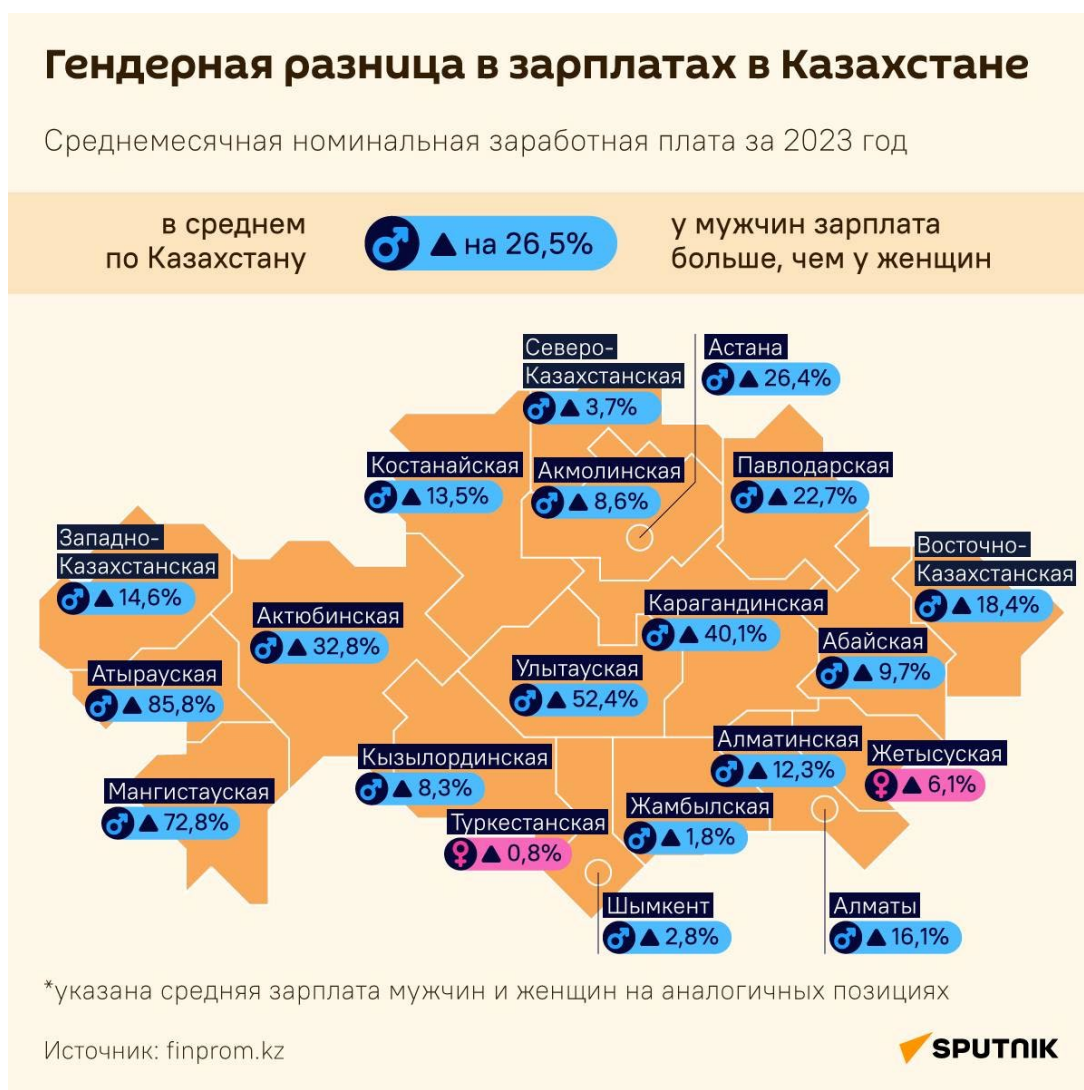 Гендерная разница в зарплатах в Казахстане
Среднемесячная номинальная заработная плата за 2023 год
в среднем
по Казахстану
на 26,5%
у мужчин зарплата
больше, чем у женщин
Северо-
Казахстанская
3,7%
Астана
26,4%
Костанайская
13,5%
Акмолинская
8,6%
Павлодарская
22,7%
Западно-
Казахстанская
14,6%
Восточно-
Казахстанская
18,4%
Актюбинская
32,8%
Карагандинская
40,1%
Абайская
9,7%
Атырауская
85,8%
Улытауская
52,4%
Мангистауская
72,8%
Кызылординская
8,3%
Алматинская
12,3%
Жетысуская
6,1%
Туркестанская
0,8%
Жамбылская
1,8%
Шымкент
2,8%
Алматы
16,1%
*указана средняя зарплата мужчин и женщин на аналогичных позициях
Источник: finprom.kz
SPUTNIK